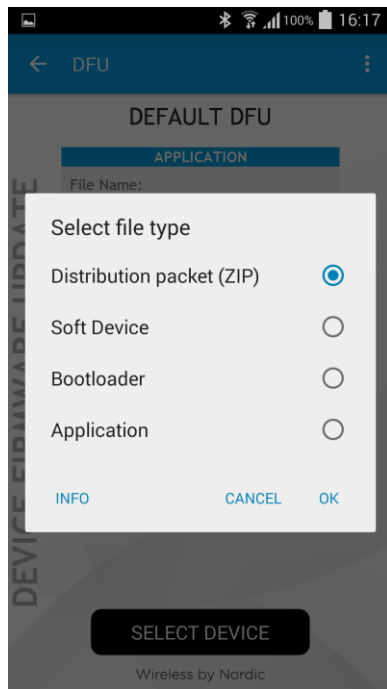 100% 16:17
DFU
DEFAULT DFU
APPLICATION
File Name:
Select file type
Distribution packet (ZIP)
Soft Device
Bootloader
Application
INFO CANCEL OK
DEVICE FIRMWARE UPDATE
SELECT DEVICE
Wireless by Nordic